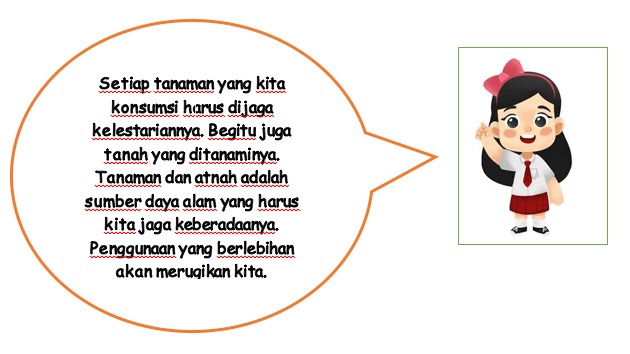 Setiap tanaman yang kita
konsumsi harus dijaga
kelestariannya. Begitu juga
tanah yang ditanaminya.
Tanaman dan atnah adalah
sumber daya alam yang harus
kita jaga keberadaanya.
Penggunaan yang berlebihan
akan merugikan kita.